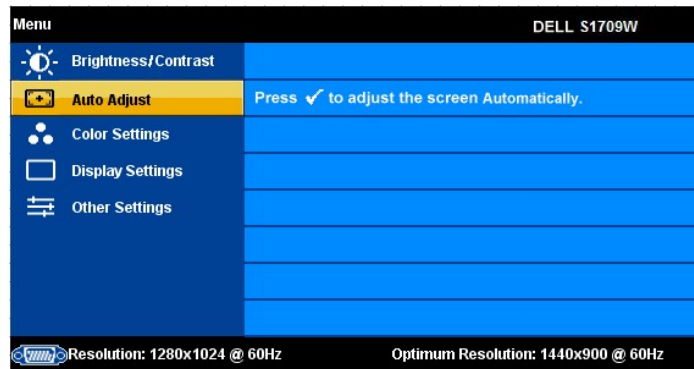 Menu DELL S1709W
Brightness/Contrast
Auto Adjust Press ✓ to adjust the screen Automatically.
Color Settings
Display Settings
Other Settings
Resolution: 1280x1024 @ 60Hz Optimum Resolution: 1440x900 @ 60Hz